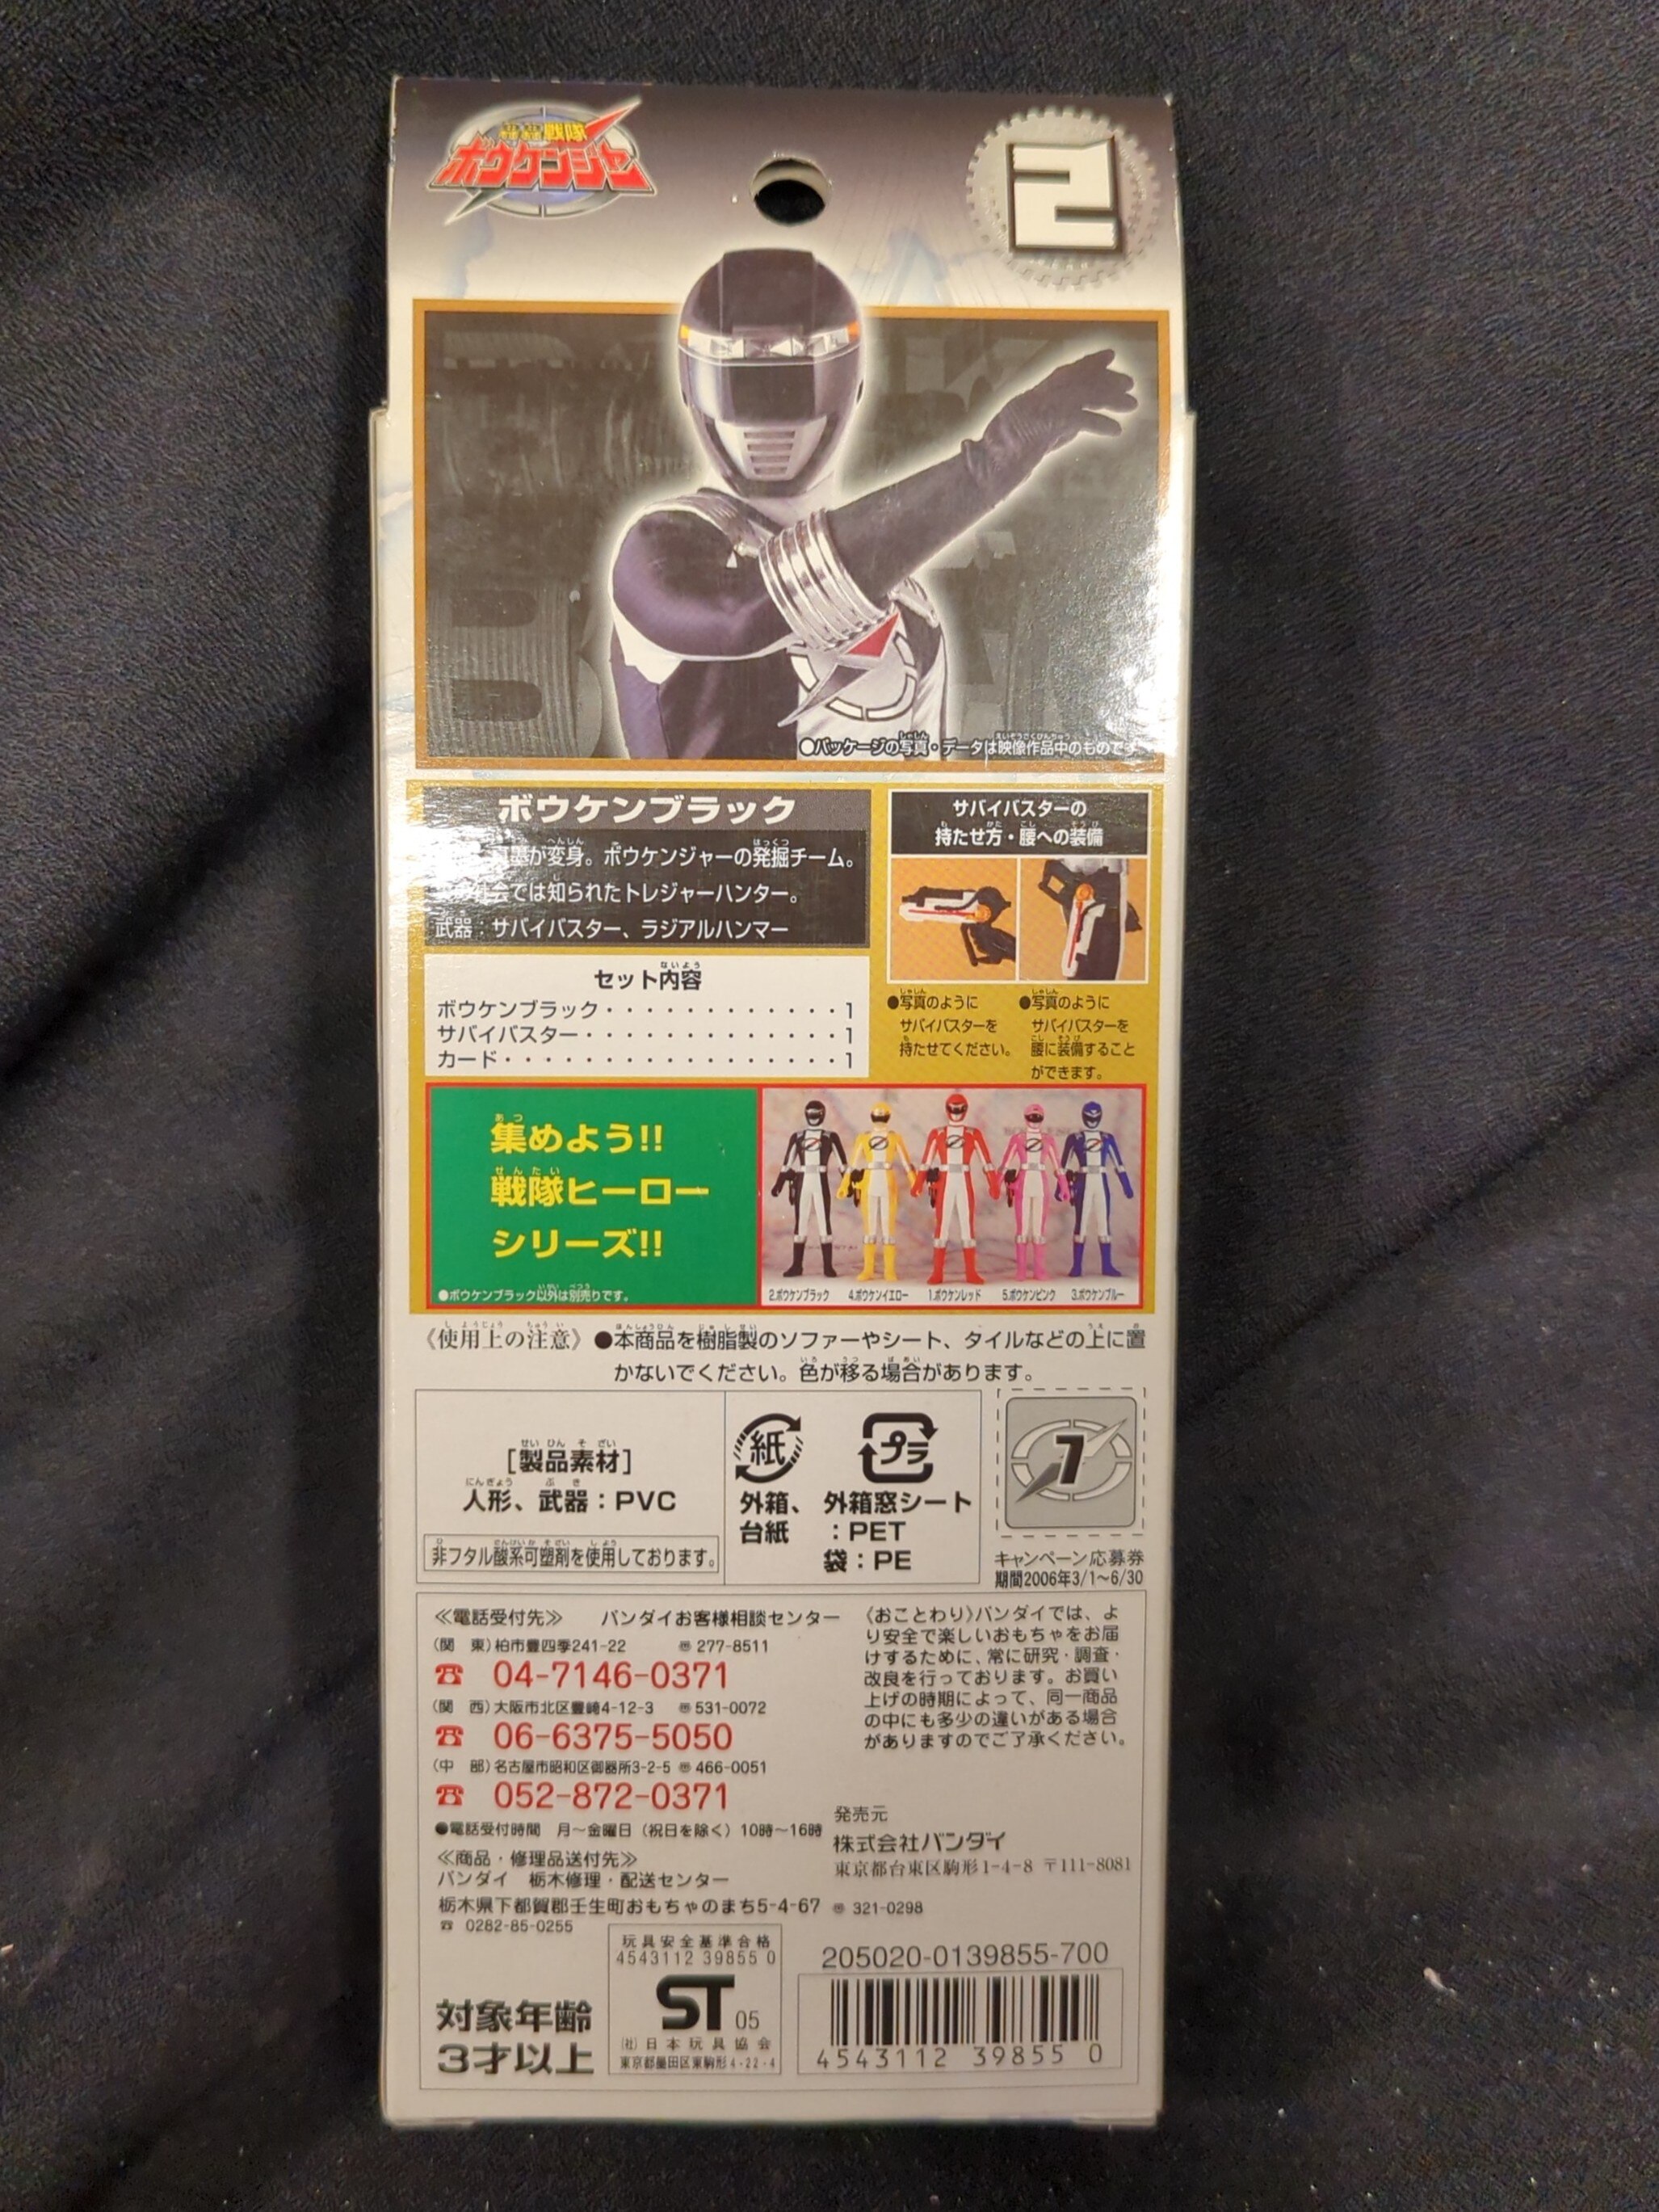 轟轟戦隊
ボウケンジャー
2
●パッケージの写真・データは映像作品中のものです
ボウケンブラック
真墨が変身。ボウケンジャーの発掘チーム。
社会では知られたトレジャーハンター。
武器：サバイバスター、ラジアルハンマー
サバイバスターの
持たせ方・腰への装備
セット内容
ボウケンブラック・・・・・・・・・・・・1
サバイバスター・・・・・・・・・・・・・1
カード・・・・・・・・・・・・・・・・・1
●写真のように
サバイバスターを
持たせてください。
●写真のように
サバイバスターを
腰に装備すること
ができます。
集めよう!!
戦隊ヒーロー
シリーズ!!
●ボウケンブラック以外は別売りです。
2.ボウケンブラック 4.ボウケンイエロー 1.ボウケンレッド 5.ボウケンピンク 3.ボウケンブルー
《使用上の注意》●本商品を樹脂製のソファーやシート、タイルなどの上に置
かないでください。色が移る場合があります。
[製品素材]
人形、武器：PVC
非フタル酸系可塑剤を使用しております。
紙
外箱、
台紙
プラ
外箱窓シート
：PET
袋：PE
7
キャンペーン応募券
期間2006年3/1〜6/30
≪電話受付先≫ バンダイお客様相談センター
(関 東)柏市豊四季241-22 〠277-8511
☎ 04-7146-0371
(関 西)大阪市北区豊崎4-12-3 〠531-0072
☎ 06-6375-5050
(中 部)名古屋市昭和区御器所3-2-5 〠466-0051
☎ 052-872-0371
●電話受付時間 月〜金曜日(祝日を除く)10時〜16時
≪商品・修理品送付先≫
バンダイ 栃木修理・配送センター
栃木県下都賀郡壬生町おもちゃのまち5-4-67 〠321-0298
☎ 0282-85-0255
《おことわり》バンダイでは、よ
り安全で楽しいおもちゃをお届
けするために、常に研究・調査・
改良を行っております。お買い
上げの時期によって、同一商品
の中にも多少の違いがある場合
がありますのでご了承ください。
発売元
株式会社バンダイ
東京都台東区駒形1-4-8 〒111-8081
対象年齢
3才以上
玩具安全基準合格
4543112 39855 0
ST 05
(社)日本玩具協会
東京都墨田区東駒形4-22-4
205020-0139855-700
4543112 39855 0